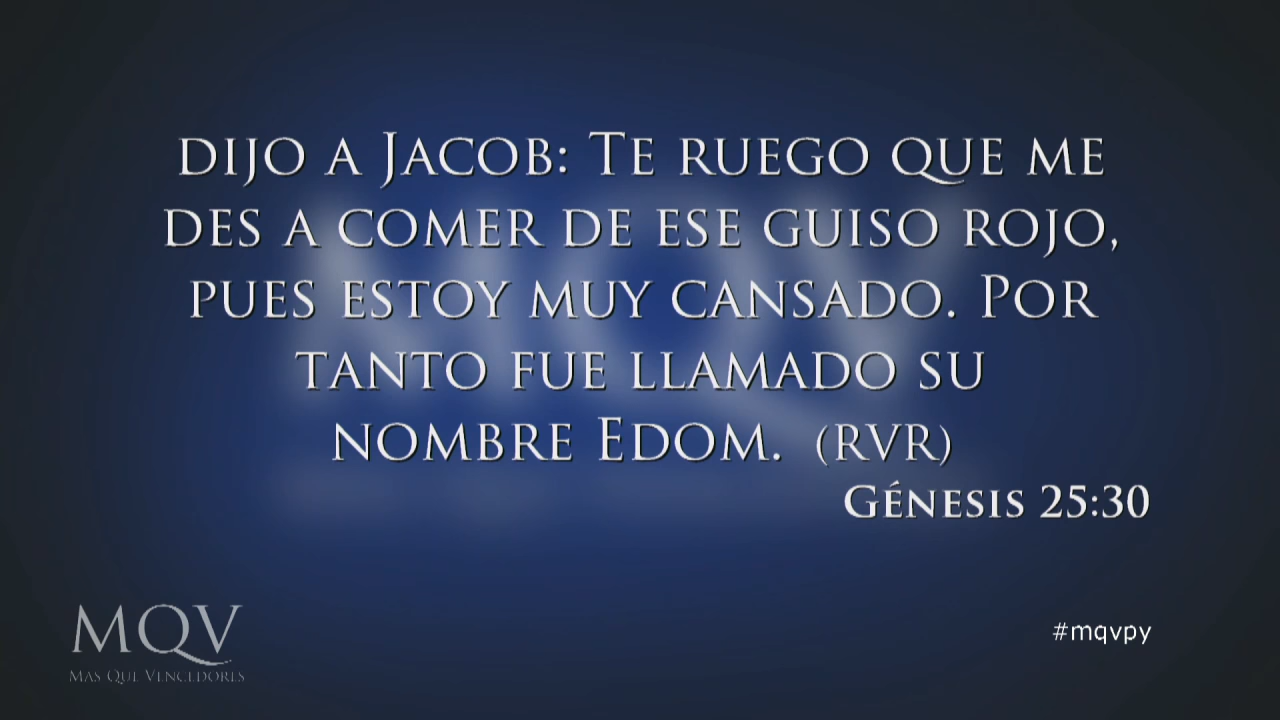 dijo a Jacob: Te ruego que me
des a comer de ese guiso rojo,
pues estoy muy cansado. Por
tanto fue llamado su
nombre Edom. (RVR)
Génesis 25:30
MQV
Mas Que Vencedores
#mqvpy